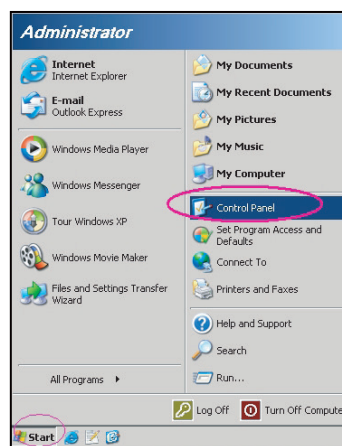 Administrator
Internet
Internet Explorer
E-mail
Outlook Express
Windows Media Player
Windows Messenger
Tour Windows XP
Windows Movie Maker
Files and Settings Transfer
Wizard
All Programs
My Documents
My Recent Documents
My Pictures
My Music
My Computer
Control Panel
Set Program Access and
Defaults
Connect To
Printers and Faxes
Help and Support
Search
Run...
Log Off
Turn Off Compute
Start